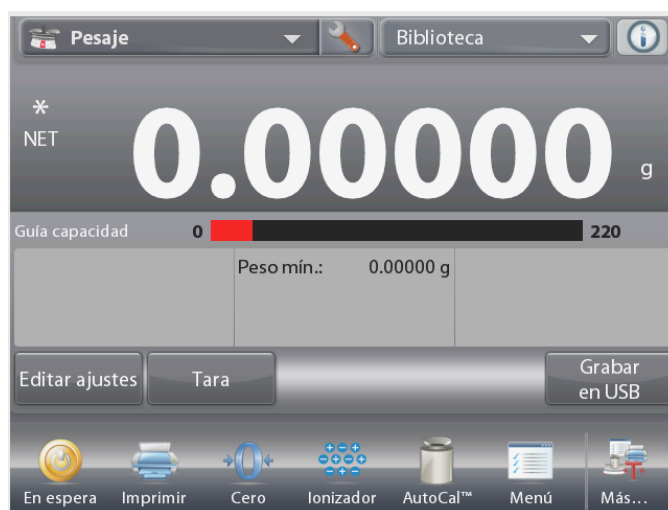 Pesaje Biblioteca
*
NET
0.00000 g
Guía capacidad 0 220
Peso mín.: 0.00000 g
Editar ajustes Tara Grabar
en USB
En espera Imprimir Cero Ionizador AutoCal™ Menú Más...